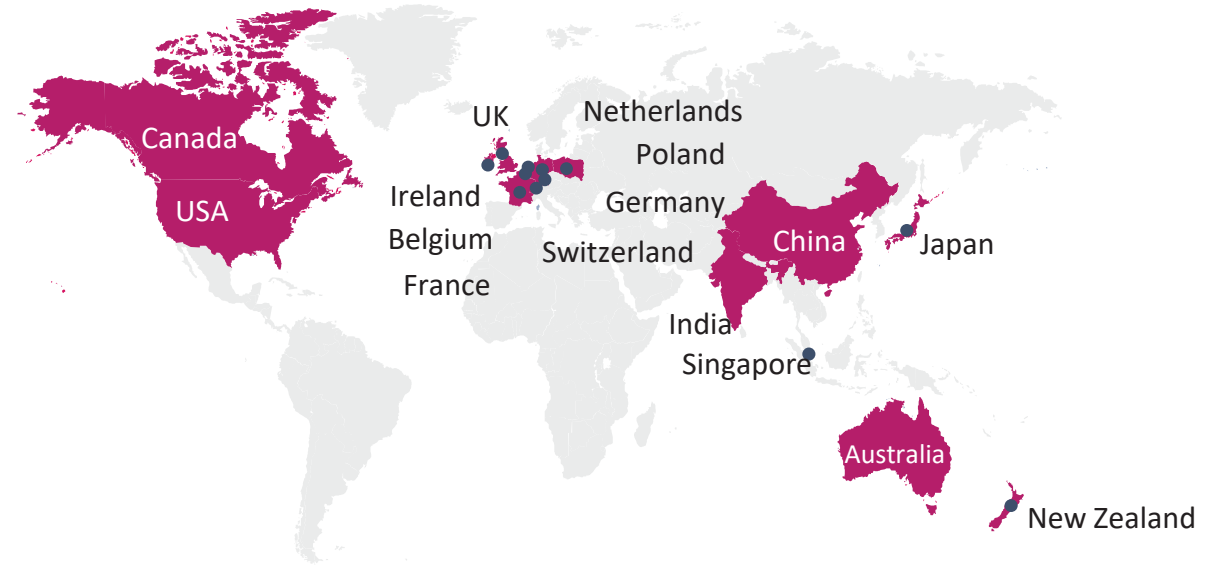 UK
Netherlands
Canada
Poland
Ireland
USA
Germany
Belgium
Switzerland
China
Japan
France
India
Singapore
Australia
New Zealand